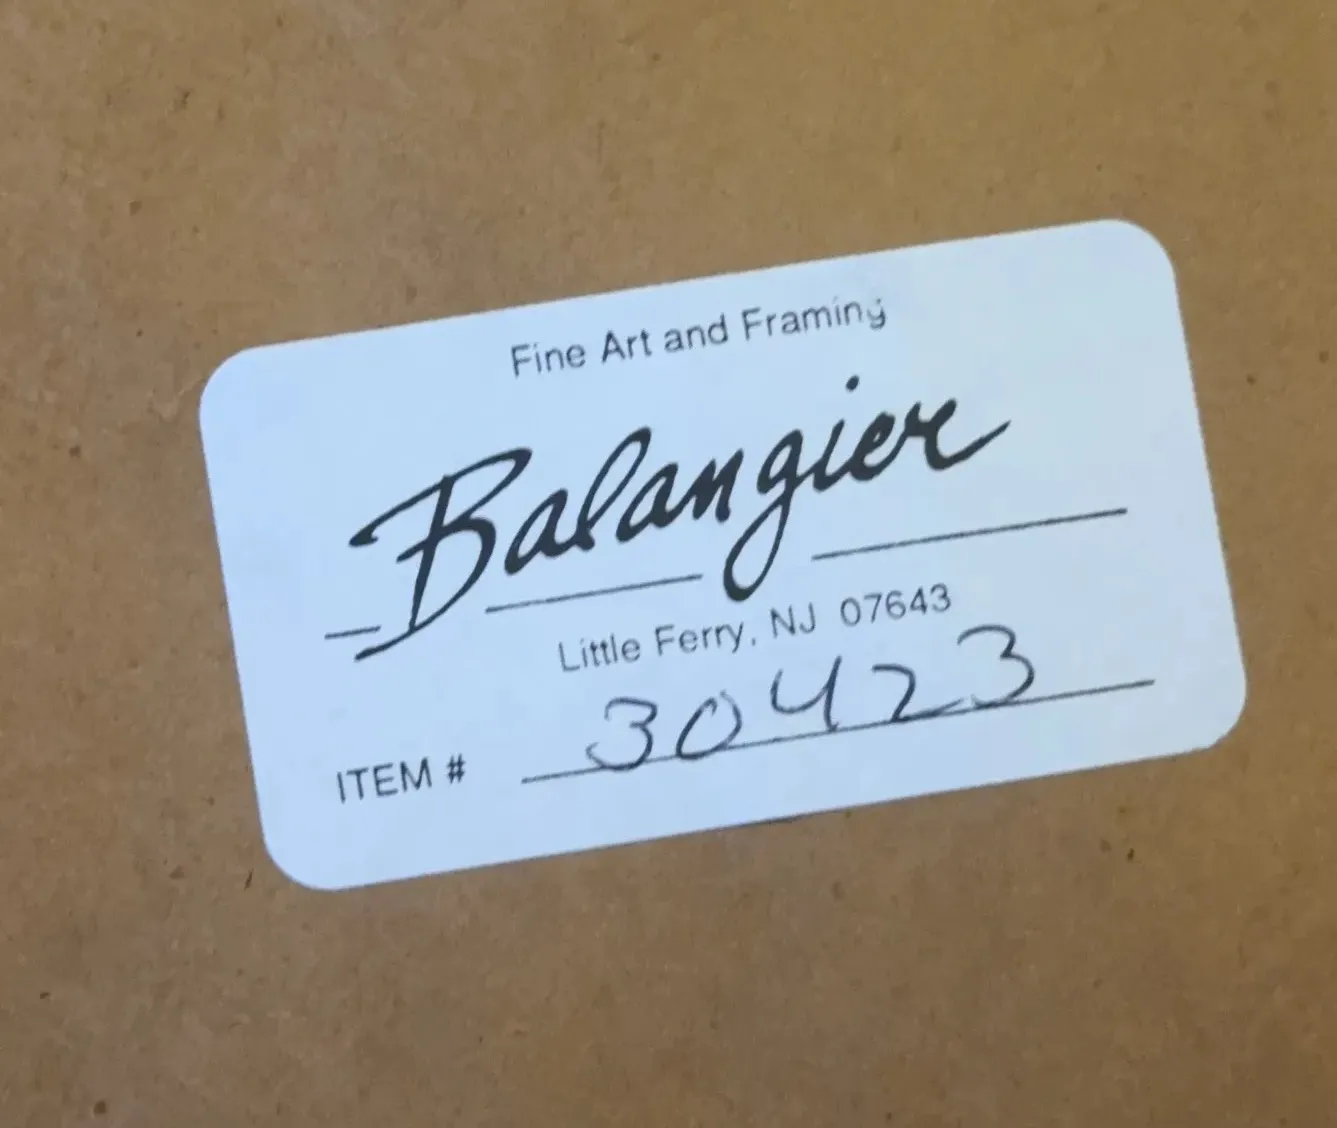 Fine Art and Framing
Balangier
Little Ferry, NJ 07643
ITEM # 30423